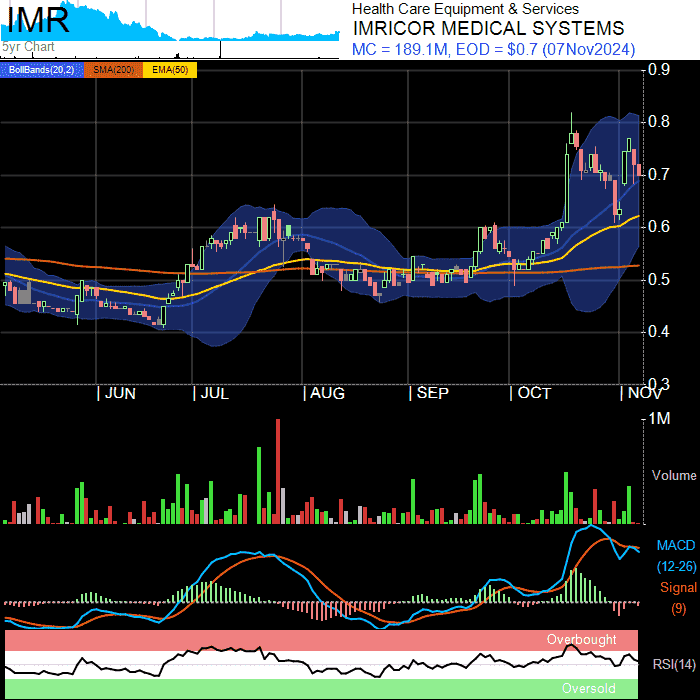 IMR
5yr Chart
Health Care Equipment & Services
IMRICOR MEDICAL SYSTEMS
MC = 189.1M, EOD = $0.7 (07Nov2024)
BollBands(20,2) SMA(200) EMA(50)
0.9
0.8
0.7
0.6
0.5
0.4
0.3
JUN JUL AUG SEP OCT NOV
1M
Volume
MACD
(12-26)
Signal
(9)
Overbought
RSI(14)
Oversold